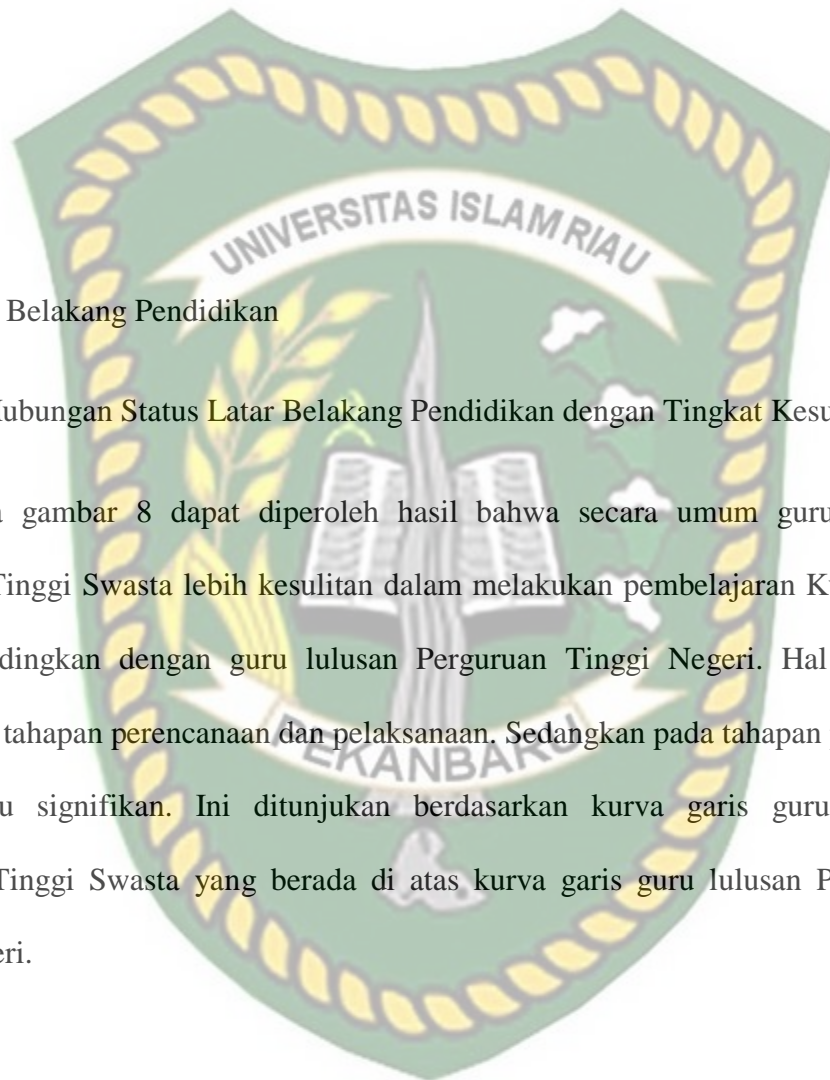 UNIVERSITAS ISLAM RIAU
Belakang Pendidikan
Hubungan Status Latar Belakang Pendidikan dengan Tingkat
gambar 8 dapat diperoleh hasil bahwa secara umum guru
Tinggi Swasta lebih kesulitan dalam melakukan pembelajaran
dengan guru lulusan Perguruan Tinggi Negeri. Hal
tahapan perencanaan dan pelaksanaan. Sedangkan pada tahapan
PEKANBARU
signifikan. Ini ditunjukan berdasarkan kurva garis guru
Tinggi Swasta yang berada di atas kurva garis guru lulusan